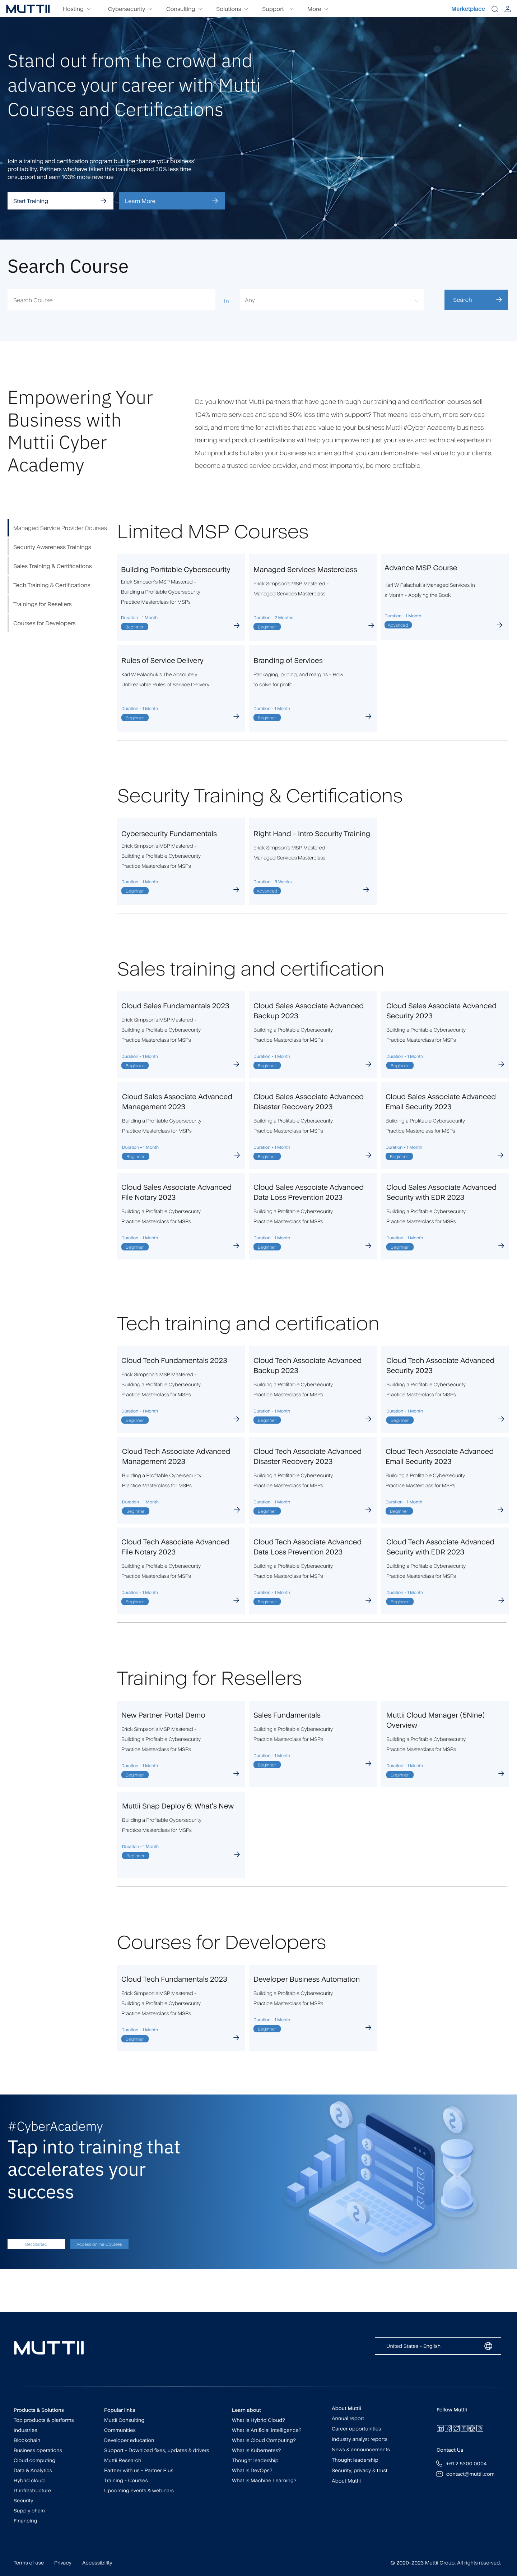 MUTTII
Hosting
Cybersecurity
Consulting
Solutions
Support
More
Marketplace
Stand out from the crowd and
advance your career with Mutti
Courses and Certifications
Join a training and certification program built toenhance your business'
profitability. Partners whohave taken this training spend 30% less time
onsupport and earn 103% more revenue
Start Training
Learn More
Search Course
Search Course
In
Any
Search
Empowering Your
Business with
Muttii Cyber
Academy
Do you know that Muttii partners that have gone through our training and certification courses sell
104% more services and spend 30% less time with support? That means less churn, more services
sold, and more time for activities that add value to your business.Muttii #Cyber Academy business
training and product certifications will help you improve not just your sales and technical expertise in
Muttiiproducts but also your business acumen so that you can demonstrate real value to your clients,
become a trusted service provider, and most importantly, be more profitable.
Managed Service Provider Courses
Security Awareness Trainings
Sales Training & Certifications
Tech Training & Certifications
Trainings for Resellers
Courses for Developers
Limited MSP Courses
Building Porfitable Cybersecurity
Erick Simpson's MSP Mastered -
Building a Profitable Cybersecurity
Practice Masterclass for MSPs
Duration - 1 Month
Beginner
Managed Services Masterclass
Erick Simpson's MSP Mastered -
Managed Services Masterclass
Duration - 2 Months
Beginner
Advance MSP Course
Karl W Palachuk's Managed Services in
a Month - Applying the Book
Duration - 1 Month
Advanced
Rules of Service Delivery
Karl W Palachuk's The Absolutely
Unbreakable Rules of Service Delivery
Duration - 1 Month
Beginner
Branding of Services
Packaging, pricing, and margins - How
to solve for profit
Duration - 1 Month
Beginner
Security Training & Certifications
Cybersecurity Fundamentals
Erick Simpson's MSP Mastered -
Building a Profitable Cybersecurity
Practice Masterclass for MSPs
Duration - 1 Month
Beginner
Right Hand - Intro Security Training
Erick Simpson's MSP Mastered -
Managed Services Masterclass
Duration - 3 Weeks
Advanced
Sales training and certification
Cloud Sales Fundamentals 2023
Erick Simpson's MSP Mastered -
Building a Profitable Cybersecurity
Practice Masterclass for MSPs
Duration - 1 Month
Beginner
Cloud Sales Associate Advanced
Backup 2023
Building a Profitable Cybersecurity
Practice Masterclass for MSPs
Duration - 1 Month
Beginner
Cloud Sales Associate Advanced
Security 2023
Building a Profitable Cybersecurity
Practice Masterclass for MSPs
Duration - 1 Month
Beginner
Cloud Sales Associate Advanced
Management 2023
Building a Profitable Cybersecurity
Practice Masterclass for MSPs
Duration - 1 Month
Beginner
Cloud Sales Associate Advanced
Disaster Recovery 2023
Building a Profitable Cybersecurity
Practice Masterclass for MSPs
Duration - 1 Month
Beginner
Cloud Sales Associate Advanced
Email Security 2023
Building a Profitable Cybersecurity
Practice Masterclass for MSPs
Duration - 1 Month
Beginner
Cloud Sales Associate Advanced
File Notary 2023
Building a Profitable Cybersecurity
Practice Masterclass for MSPs
Duration - 1 Month
Beginner
Cloud Sales Associate Advanced
Data Loss Prevention 2023
Building a Profitable Cybersecurity
Practice Masterclass for MSPs
Duration - 1 Month
Beginner
Cloud Sales Associate Advanced
Security with EDR 2023
Building a Profitable Cybersecurity
Practice Masterclass for MSPs
Duration - 1 Month
Beginner
Tech training and certification
Cloud Tech Fundamentals 2023
Erick Simpson's MSP Mastered -
Building a Profitable Cybersecurity
Practice Masterclass for MSPs
Duration - 1 Month
Beginner
Cloud Tech Associate Advanced
Backup 2023
Building a Profitable Cybersecurity
Practice Masterclass for MSPs
Duration - 1 Month
Beginner
Cloud Tech Associate Advanced
Security 2023
Building a Profitable Cybersecurity
Practice Masterclass for MSPs
Duration - 1 Month
Beginner
Cloud Tech Associate Advanced
Management 2023
Building a Profitable Cybersecurity
Practice Masterclass for MSPs
Duration - 1 Month
Beginner
Cloud Tech Associate Advanced
Disaster Recovery 2023
Building a Profitable Cybersecurity
Practice Masterclass for MSPs
Duration - 1 Month
Beginner
Cloud Tech Associate Advanced
Email Security 2023
Building a Profitable Cybersecurity
Practice Masterclass for MSPs
Duration - 1 Month
Beginner
Cloud Tech Associate Advanced
File Notary 2023
Building a Profitable Cybersecurity
Practice Masterclass for MSPs
Duration - 1 Month
Beginner
Cloud Tech Associate Advanced
Data Loss Prevention 2023
Building a Profitable Cybersecurity
Practice Masterclass for MSPs
Duration - 1 Month
Beginner
Cloud Tech Associate Advanced
Security with EDR 2023
Building a Profitable Cybersecurity
Practice Masterclass for MSPs
Duration - 1 Month
Beginner
Training for Resellers
New Partner Portal Demo
Erick Simpson's MSP Mastered -
Building a Profitable Cybersecurity
Practice Masterclass for MSPs
Duration - 1 Month
Beginner
Sales Fundamentals
Building a Profitable Cybersecurity
Practice Masterclass for MSPs
Duration - 1 Month
Beginner
Muttii Cloud Manager (5Nine)
Overview
Building a Profitable Cybersecurity
Practice Masterclass for MSPs
Duration - 1 Month
Beginner
Muttii Snap Deploy 6: What's New
Building a Profitable Cybersecurity
Practice Masterclass for MSPs
Duration - 1 Month
Beginner
Courses for Developers
Cloud Tech Fundamentals 2023
Erick Simpson's MSP Mastered -
Building a Profitable Cybersecurity
Practice Masterclass for MSPs
Duration - 1 Month
Beginner
Developer Business Automation
Building a Profitable Cybersecurity
Practice Masterclass for MSPs
Duration - 1 Month
Beginner
#CyberAcademy
Tap into training that
accelerates your
success
Get Started
Access online Courses
MUTTII
United States - English
Products & Solutions
Top products & platforms
Industries
Blockchain
Business operations
Cloud computing
Data & Analytics
Hybrid cloud
IT infrastructure
Security
Supply chain
Financing
Popular links
Muttii Consulting
Communities
Developer education
Support - Download fixes, updates & drivers
Muttii Research
Partner with us - Partner Plus
Training - Courses
Upcoming events & webinars
Learn about
What is Hybrid Cloud?
What is Artificial intelligence?
What is Cloud Computing?
What is Kubernetes?
Thought leadership
What is DevOps?
What is Machine Learning?
About Muttii
Annual report
Career opportunities
Industry analyst reports
News & announcements
Thought leadership
Security, privacy & trust
About Muttii
Follow Muttii
Contact Us
+61 2 5300 0004
contact@muttii.com
Terms of use
Privacy
Accessibility
© 2020-2023 Muttii Group. All rights reserved.